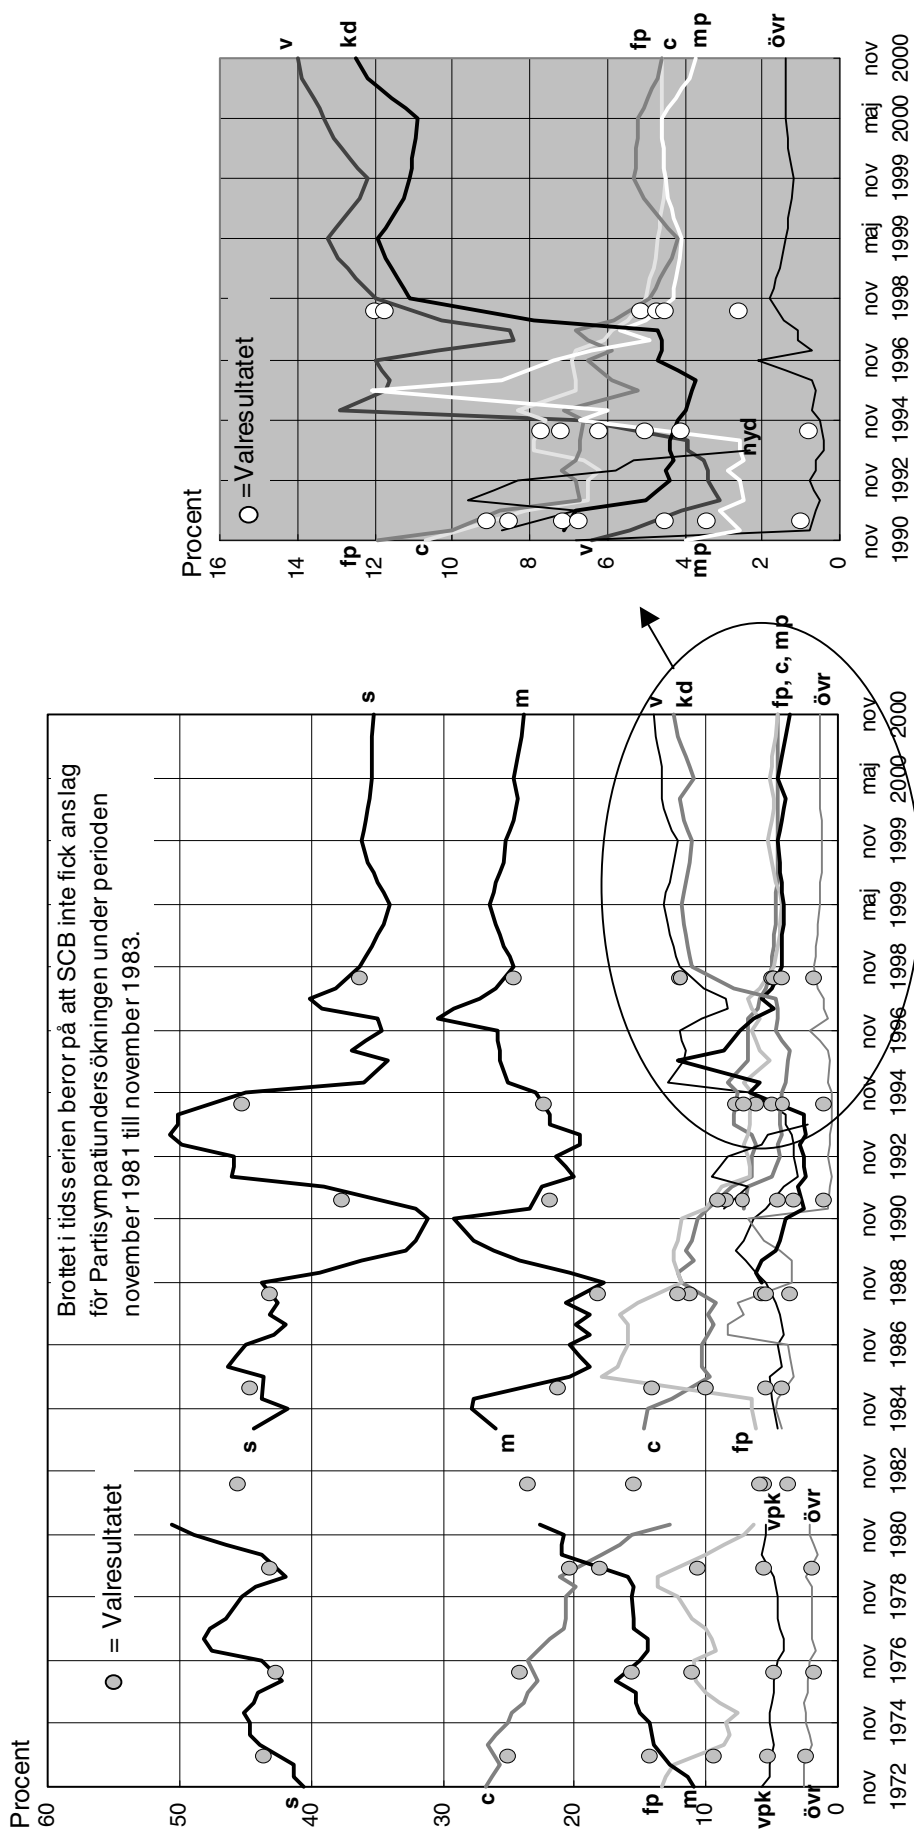 Procent
60
50
40
30
20
10
0
Brottet i tidsserien beror på att SCB inte fick anslag
för Partisympatiundersökningen under perioden
november 1981 till november 1983.
= Valresultatet
s
c
fp
m
vpk
övr
vpk
övr
s
m
c
fp
s
m
v
kd
fp, c, mp
övr
nov nov nov nov nov nov nov nov nov nov nov nov nov nov maj nov maj nov
1972 1974 1976 1978 1980 1982 1984 1986 1988 1990 1992 1994 1996 1998 1999 1999 2000 2000
Procent
16
14
12
10
8
6
4
2
0
= Valresultatet
fp
c
v
mp
nyd
v
kd
fp
c
mp
övr
nov nov nov nov nov maj nov maj nov
1990 1992 1994 1996 1998 1999 1999 2000 2000